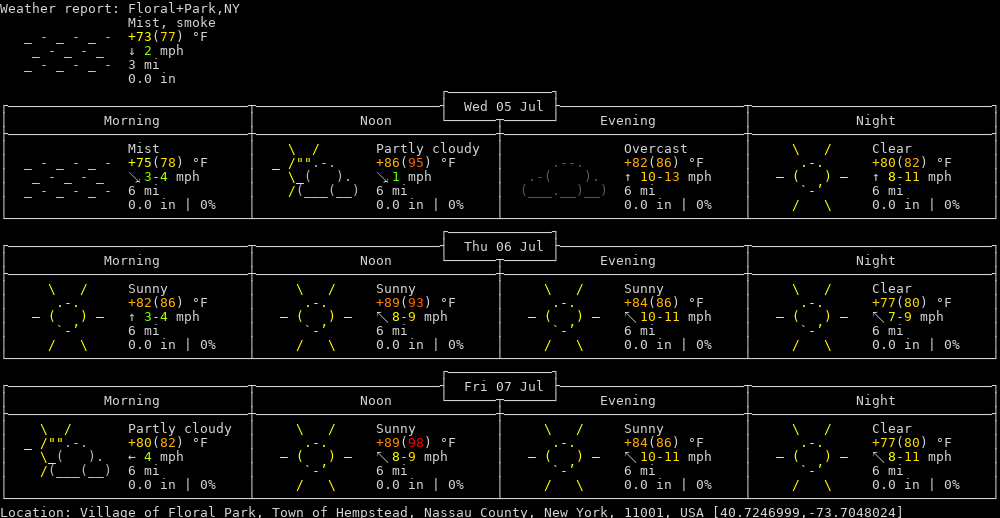 Weather report: Floral+Park,NY
Mist, smoke
+73(77) °F
↓ 2 mph
3 mi
0.0 in
Wed 05 Jul
Morning Noon Evening Night
Mist Partly cloudy Overcast Clear
+75(78) °F +86(95) °F +82(86) °F +80(82) °F
↘ 3-4 mph ↘ 1 mph ↑ 10-13 mph ↑ 8-11 mph
6 mi 6 mi 6 mi 6 mi
0.0 in | 0% 0.0 in | 0% 0.0 in | 0% 0.0 in | 0%
Thu 06 Jul
Morning Noon Evening Night
Sunny Sunny Sunny Clear
+82(86) °F +89(93) °F +84(86) °F +77(80) °F
↑ 3-4 mph ↖ 8-9 mph ↖ 10-11 mph ↖ 7-9 mph
6 mi 6 mi 6 mi 6 mi
0.0 in | 0% 0.0 in | 0% 0.0 in | 0% 0.0 in | 0%
Fri 07 Jul
Morning Noon Evening Night
Partly cloudy Sunny Sunny Clear
+80(82) °F +89(98) °F +84(86) °F +77(80) °F
← 4 mph ↖ 8-9 mph ↖ 10-11 mph ↖ 8-11 mph
6 mi 6 mi 6 mi 6 mi
0.0 in | 0% 0.0 in | 0% 0.0 in | 0% 0.0 in | 0%
Location: Village of Floral Park, Town of Hempstead, Nassau County, New York, 11001, USA [40.7246999,-73.7048024]